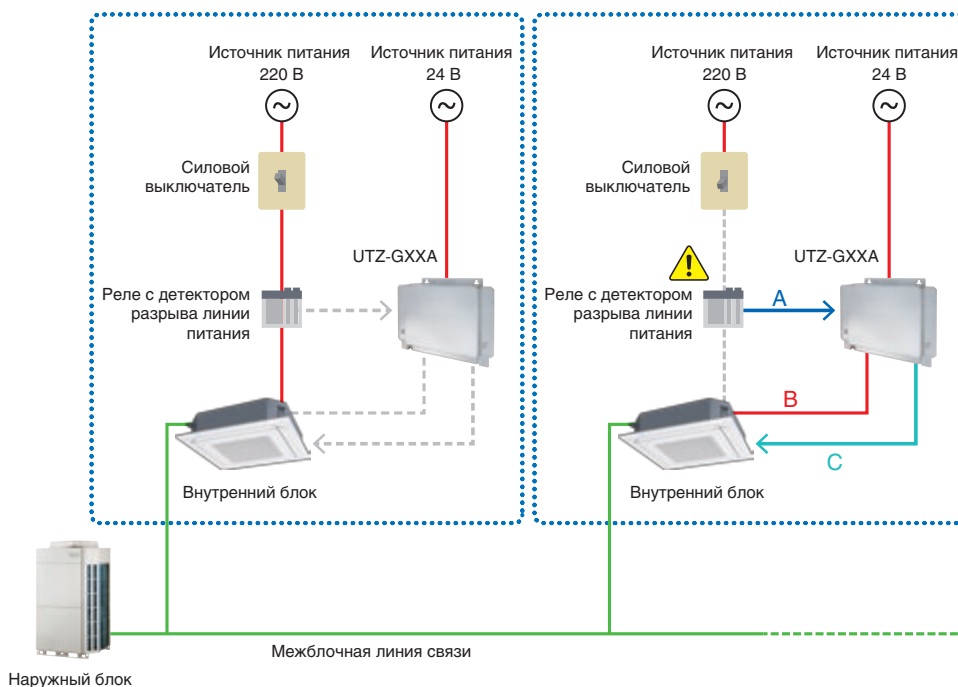 Источник питания
220 В
Источник питания
24 В
Силовой
выключатель
UTZ-GXXA
Реле с детектором
разрыва линии
питания
Внутренний блок
Источник питания
220 В
Источник питания
24 В
Силовой
выключатель
UTZ-GXXA
Реле с детектором
разрыва линии
питания
A
B
C
Внутренний блок
Межблочная линия связи
Наружный блок